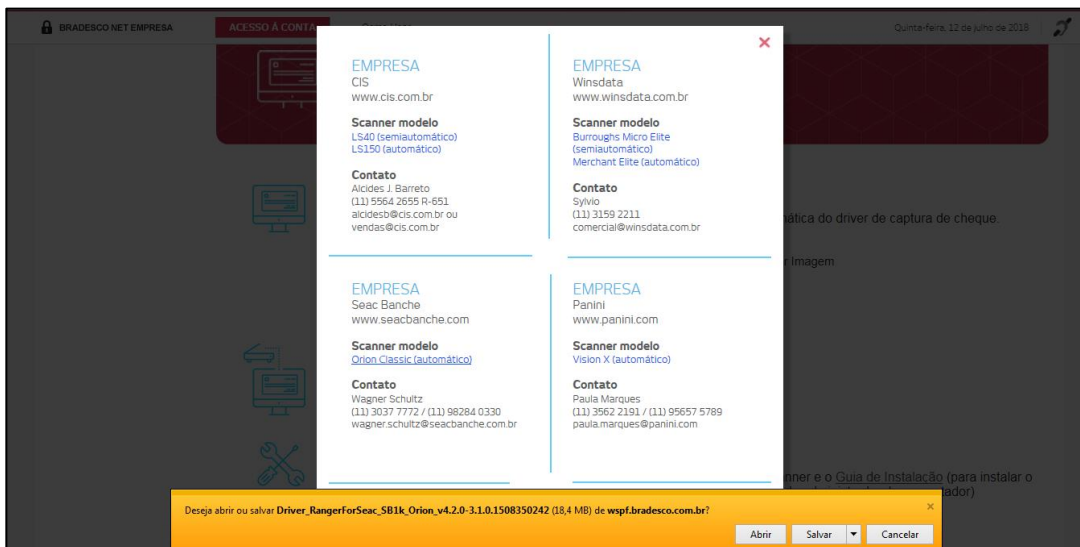 BRADESCO NET EMPRESA
ACESSO À CONTA
Quinta-feira, 12 de julho de 2018
EMPRESA
CIS
www.cis.com.br
Scanner modelo
LS40 (semiautomático)
LS150 (automático)
Contato
Alcides J. Barreto
(11) 5564 2655 R-651
alcidesb@cis.com.br ou
vendas@cis.com.br
EMPRESA
Winsdata
www.winsdata.com.br
Scanner modelo
Burroughs Micro Elite
(semiautomático)
Merchant Elite (automático)
Contato
Sylvio
(11) 3159 2211
comercial@winsdata.com.br
ática do driver de captura de cheque.
r Imagem
EMPRESA
Seac Banche
www.seacbanche.com
Scanner modelo
Orion Classic (automático)
Contato
Wagner Schultz
(11) 3037 7772 / (11) 98284 0330
wagner.schultz@seacbanche.com.br
EMPRESA
Panini
www.panini.com
Scanner modelo
Vision X (automático)
Contato
Paula Marques
(11) 3562 2191 / (11) 95657 5789
paula.marques@panini.com
nner e o Guia de Instalação (para instalar o
tador)
Deseja abrir ou salvar Driver_RangerForSeac_SB1k_Orion_v4.2.0-3.1.0.1508350242 (18,4 MB) de wspf.bradesco.com.br?
Abrir
Salvar
Cancelar